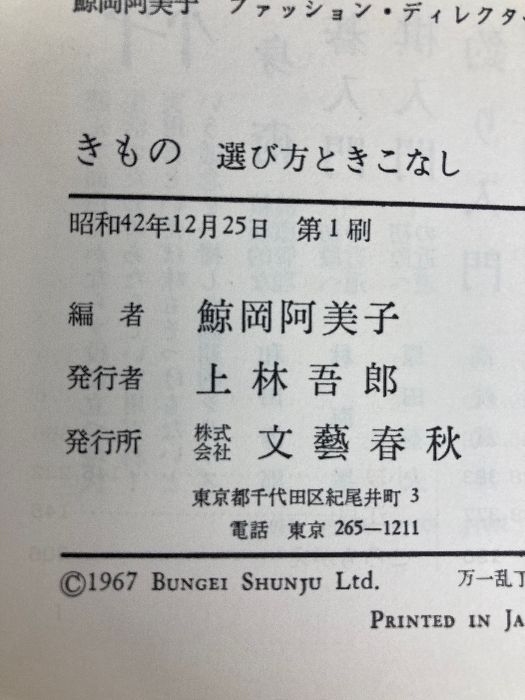 鯨岡阿美子 ファッション・ディレクタ
きもの 選び方ときこなし
昭和42年12月25日 第1刷
編者 鯨岡阿美子
発行者 上林吾郎
発行所 株式会社 文藝春秋
東京都千代田区紀尾井町3
電話 東京 265—1211
©1967 BUNGEI SHUNJU Ltd. 万一乱丁
PRINTED IN JA